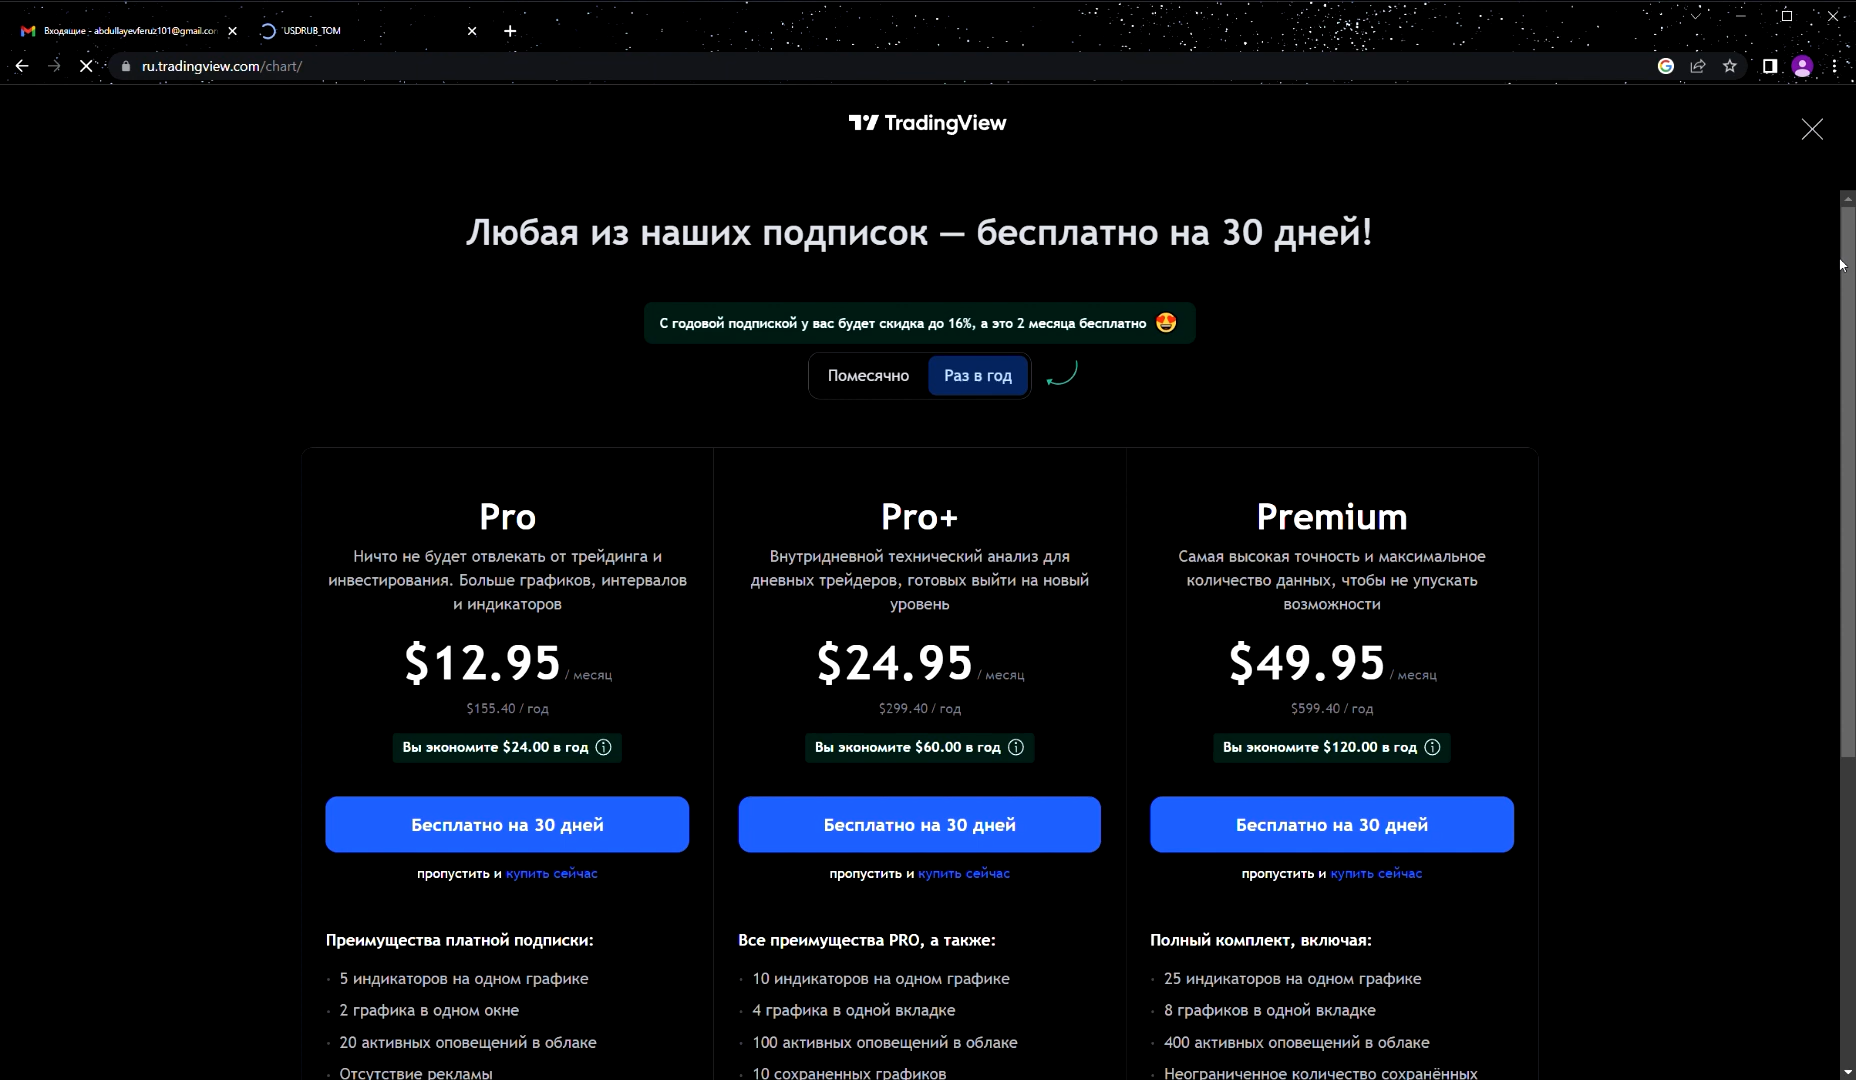 Входящие - abdullayevferuz101@gmail.con
USDRUB_TOM
ru.tradingview.com/chart/
TradingView
Любая из наших подписок — бесплатно на 30 дней!
С годовой подпиской у вас будет скидка до 16%, а это 2 месяца бесплатно 😍
Помесячно
Раз в год
Pro
Ничто не будет отвлекать от трейдинга и
инвестирования. Больше графиков, интервалов
и индикаторов
$12.95 / месяц
$155.40 / год
Вы экономите $24.00 в год
Бесплатно на 30 дней
пропустить и купить сейчас
Преимущества платной подписки:
· 5 индикаторов на одном графике
· 2 графика в одном окне
· 20 активных оповещений в облаке
· Отсутствие рекламы
Pro+
Внутридневной технический анализ для
дневных трейдеров, готовых выйти на новый
уровень
$24.95 / месяц
$299.40 / год
Вы экономите $60.00 в год
Бесплатно на 30 дней
пропустить и купить сейчас
Все преимущества PRO, а также:
· 10 индикаторов на одном графике
· 4 графика в одной вкладке
· 100 активных оповещений в облаке
· 10 сохраненных графиков
Premium
Самая высокая точность и максимальное
количество данных, чтобы не упускать
возможности
$49.95 / месяц
$599.40 / год
Вы экономите $120.00 в год
Бесплатно на 30 дней
пропустить и купить сейчас
Полный комплект, включая:
· 25 индикаторов на одном графике
· 8 графиков в одной вкладке
· 400 активных оповещений в облаке
· Неограниченное количество сохранённых